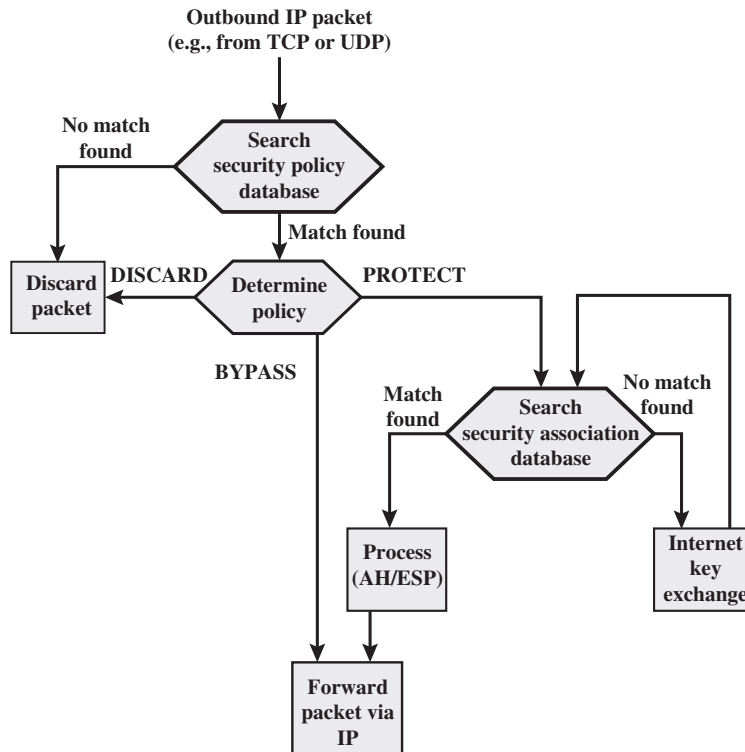 Outbound IP packet
(e.g., from TCP or UDP)
No match
found
Search
security policy
database
Match found
Discard
packet
DISCARD
Determine
policy
PROTECT
BYPASS
Match
found
Search
security association
database
No match
found
Process
(AH/ESP)
Internet
key
exchange
Forward
packet via
IP